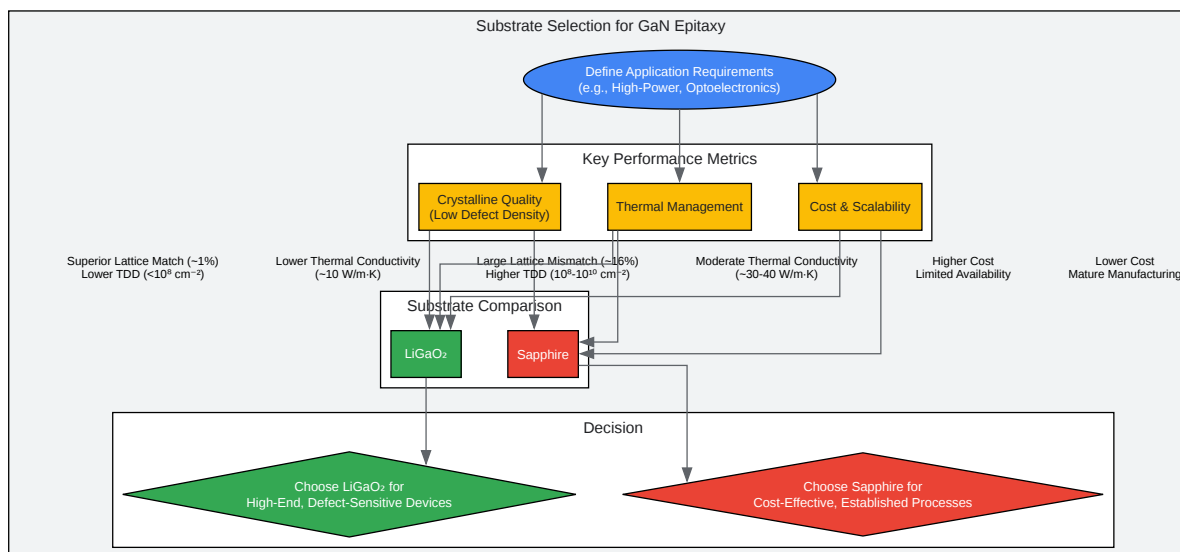 Substrate Selection for GaN Epitaxy
Define Application Requirements
(e.g., High-Power, Optoelectronics)
Key Performance Metrics
Crystalline Quality
(Low Defect Density)
Thermal Management
Cost & Scalability
Superior Lattice Match (~1%)
Lower TDD (<10⁸ cm⁻²)
Lower Thermal Conductivity
(~10 W/m·K)
Large Lattice Mismatch (~16%)
Higher TDD (10⁸-10¹⁰ cm⁻²)
Moderate Thermal Conductivity
(~30-40 W/m·K)
Higher Cost
Limited Availability
Lower Cost
Mature Manufacturing
Substrate Comparison
LiGaO₂
Sapphire
Decision
Choose LiGaO₂ for
High-End, Defect-Sensitive Devices
Choose Sapphire for
Cost-Effective, Established Processes